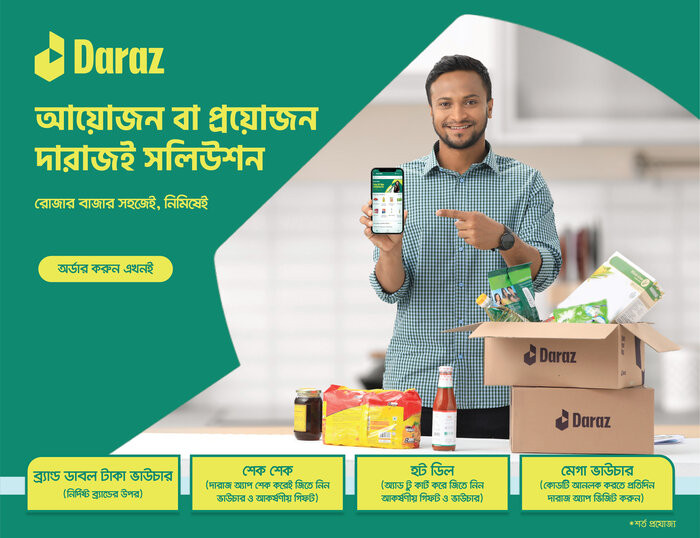 Daraz
আয়োজন বা প্রয়োজন
দারাজই সলিউশন
রোজার বাজার সহজেই, নিমিষেই
অর্ডার করুন এখনই
Daraz
Daraz
ব্র্যান্ড ডাবল টাকা ভাউচার
(নির্দিষ্ট ব্র্যান্ডের উপর)
শেক শেক
(দারাজ অ্যাপ শেক করেই জিতে নিন
ভাউচার ও আকর্ষণীয় গিফট)
হট ডিল
(অ্যাড টু কার্ট করে জিতে নিন
আকর্ষণীয় গিফট ও ভাউচার)
মেগা ভাউচার
(কোডটি আনলক করতে প্রতিদিন
দারাজ অ্যাপ ভিজিট করুন)
*শর্ত প্রযোজ্য